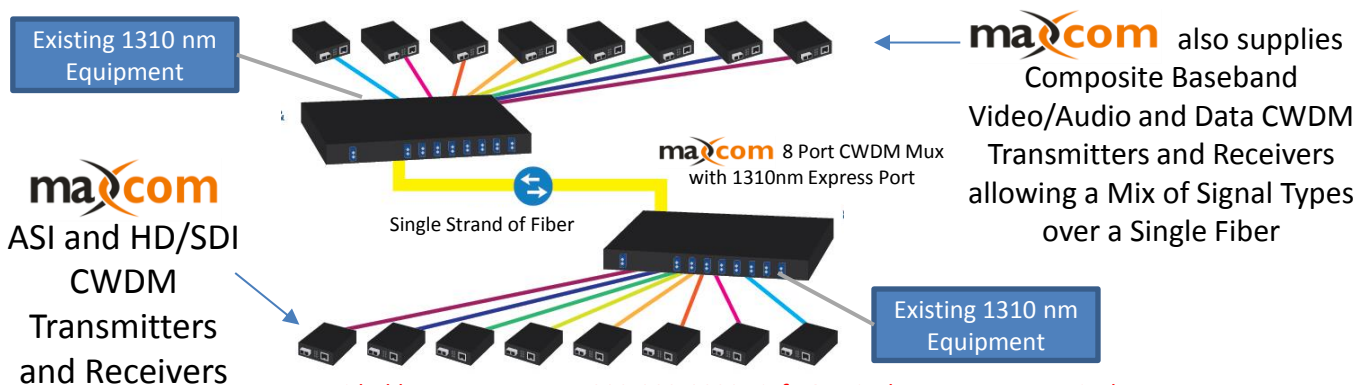 Existing 1310 nm
Equipment
maxcom also supplies
Composite Baseband
Video/Audio and Data CWDM
Transmitters and Receivers
allowing a Mix of Signal Types
over a Single Fiber
maxcom 8 Port CWDM Mux
with 1310nm Express Port
Single Strand of Fiber
maxcom
ASI and HD/SDI
CWDM
Transmitters
and Receivers
Existing 1310 nm
Equipment